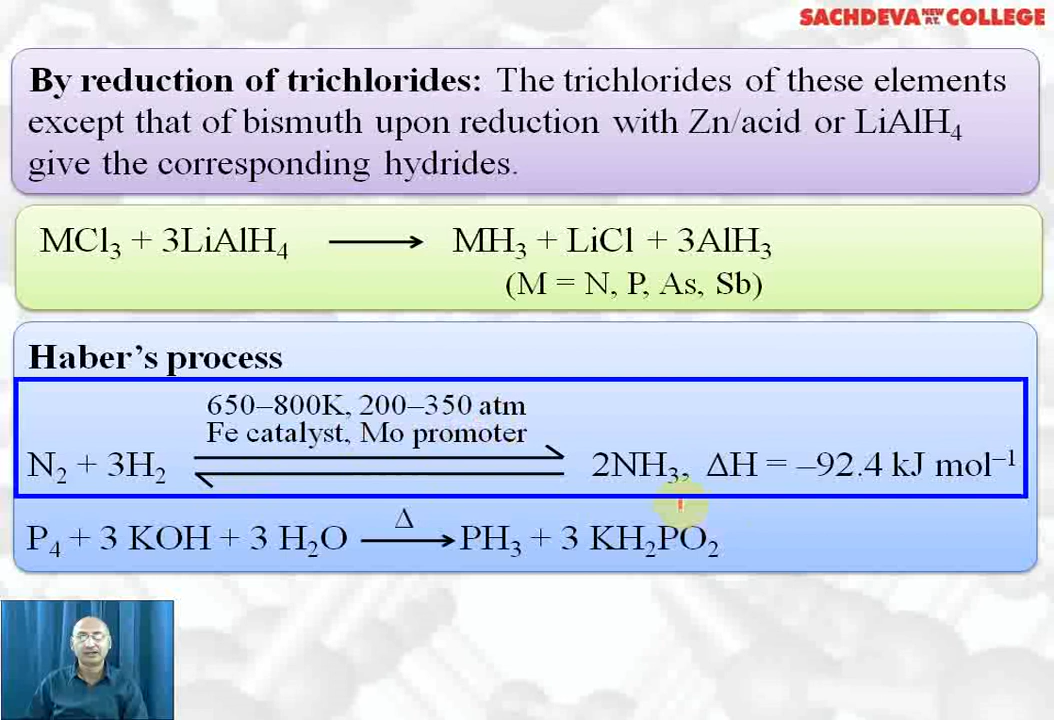 SACHDEVA NEW P.T. COLLEGE
By reduction of trichlorides: The trichlorides of these elements
except that of bismuth upon reduction with Zn/acid or LiAlH₄
give the corresponding hydrides.
MCl₃ + 3LiAlH₄ ⟶ MH₃ + LiCl + 3AlH₃
(M = N, P, As, Sb)
Haber's process
650–800K, 200–350 atm
Fe catalyst, Mo promoter
N₂ + 3H₂ ⇌ 2NH₃, ΔH = –92.4 kJ mol⁻¹
Δ
P₄ + 3 KOH + 3 H₂O ⟶ PH₃ + 3 KH₂PO₂